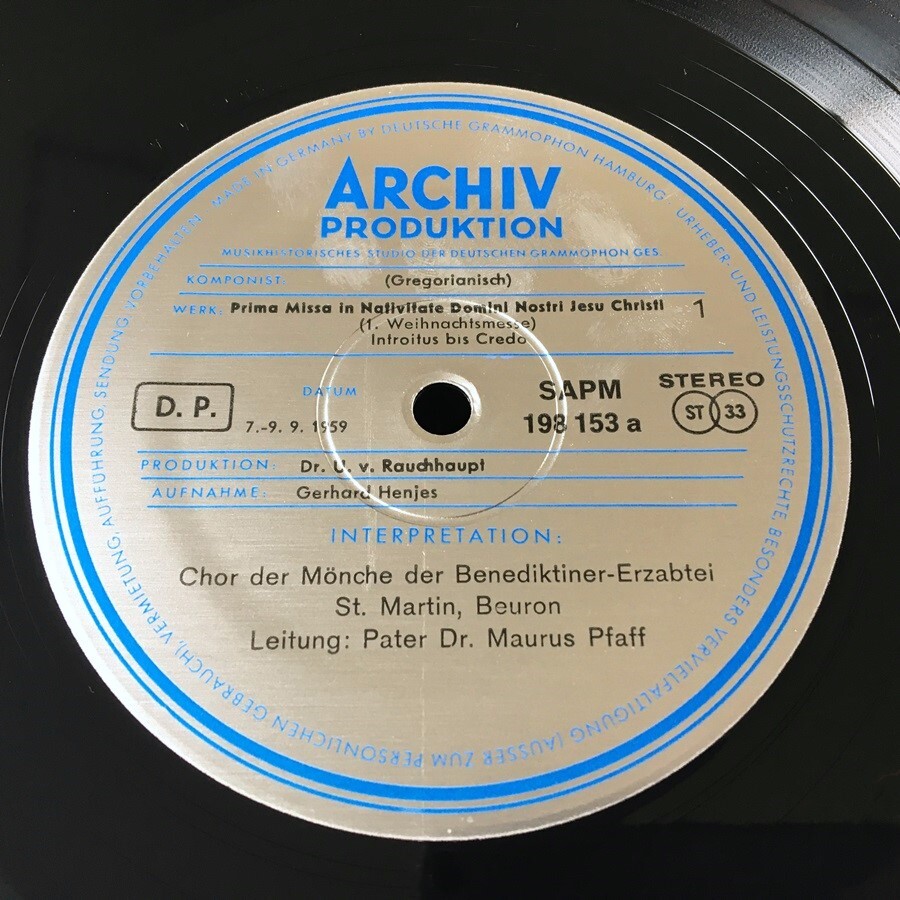 MADE IN GERMANY BY DEUTSCHE GRAMMOPHON HAMBURG URHEBER- UND LEISTUNGSSCHUTZRECHTE, BESONDERS VERVIELFÄLTIGUNG (AUSSER ZUM PERSÖNLICHEN GEBRAUCH), VERMIETUNG, AUFFÜHRUNG, SENDUNG, VORBEHALTEN
ARCHIV
PRODUKTION
MUSIKHISTORISCHES STUDIO DER DEUTSCHEN GRAMMOPHON GES.
KOMPONIST: (Gregorianisch)
WERK: Prima Missa in Nativitate Domini Nostri Jesu Christi 1
(1. Weihnachtsmesse)
Introitus bis Credo
D. P. DATUM SAPM STEREO
7.-9. 9. 1959 198 153 a ST 33
PRODUKTION: Dr. U. v. Rauchhaupt
AUFNAHME: Gerhard Henjes
INTERPRETATION:
Chor der Mönche der Benediktiner-Erzabtei
St. Martin, Beuron
Leitung: Pater Dr. Maurus Pfaff